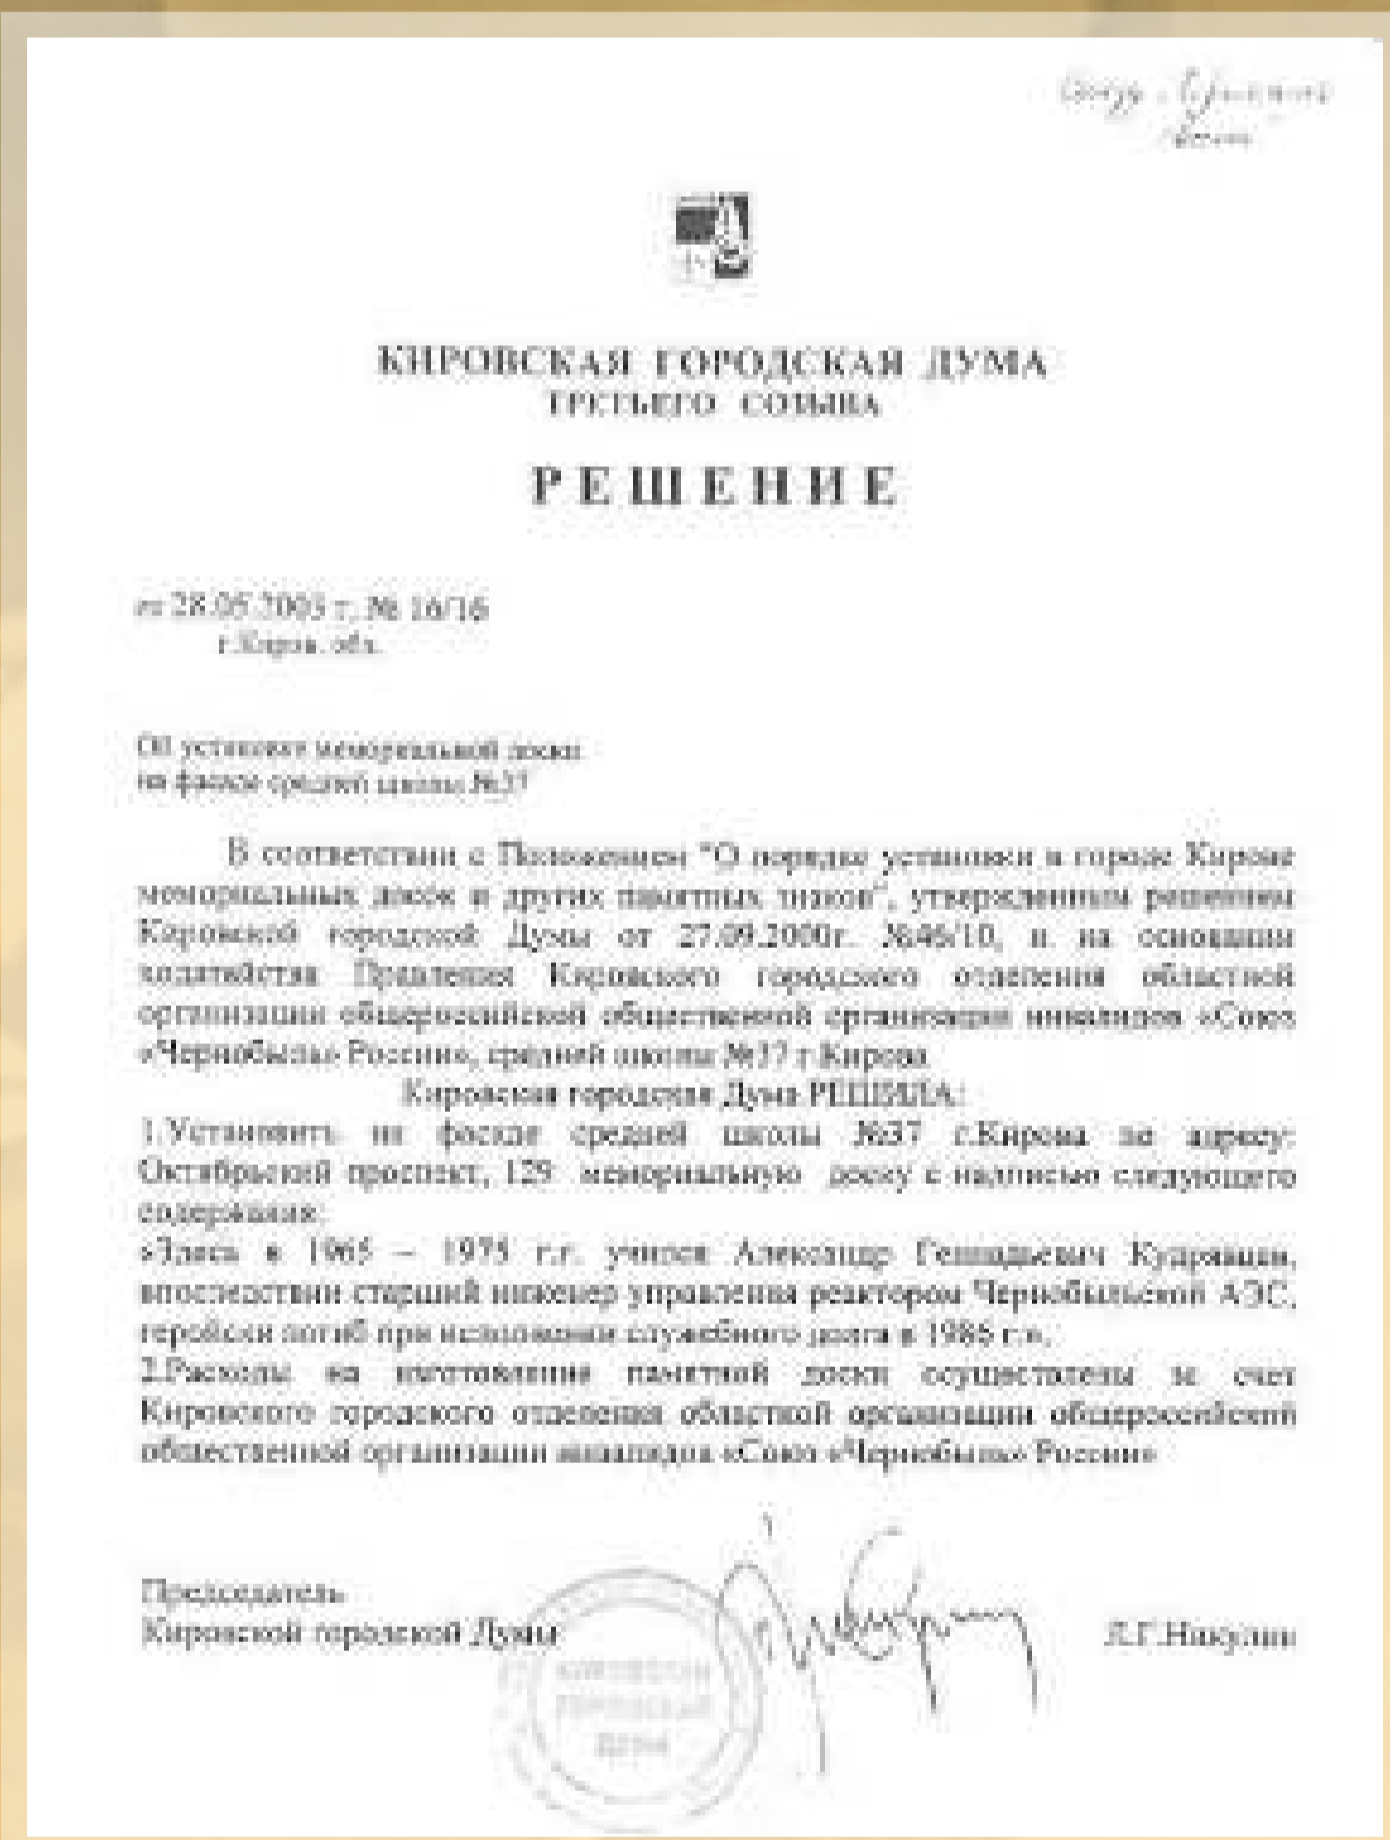 КИРОВСКАЯ ГОРОДСКАЯ ДУМА
ТРЕТЬЕГО СОЗЫВА
РЕШЕНИЕ
от 28.05.2003 г. № 16/16
г.Киров, обл.
Об установке мемориальной доски
на фасаде средней школы №37
В соответствии с Положением "О порядке установки в городе Кирове
мемориальных досок и других памятных знаков", утвержденным решением
Кировской городской Думы от 27.09.2000г. №46/10, и на основании
ходатайства Правления Кировского городского отделения областной
организации общероссийской общественной организации инвалидов «Союз
«Чернобыль» России», средней школы №37 г.Кирова
Кировская городская Дума РЕШИЛА:
1.Установить на фасаде средней школы №37 г.Кирова по адресу:
Октябрьский проспект, 129 мемориальную доску с надписью следующего
содержания:
«Здесь в 1965 – 1975 г.г. учился Александр Геннадьевич Кудрявцев,
впоследствии старший инженер управления реактором Чернобыльской АЭС,
геройски погиб при исполнении служебного долга в 1986 г.».
2.Расходы на изготовление памятной доски осуществлены за счет
Кировского городского отделения областной организации общероссийской
общественной организации инвалидов «Союз «Чернобыль» России»
Председатель
Кировской городской Думы
Л.Г.Никулин
КИРОВСКАЯ
ГОРОДСКАЯ
ДУМА